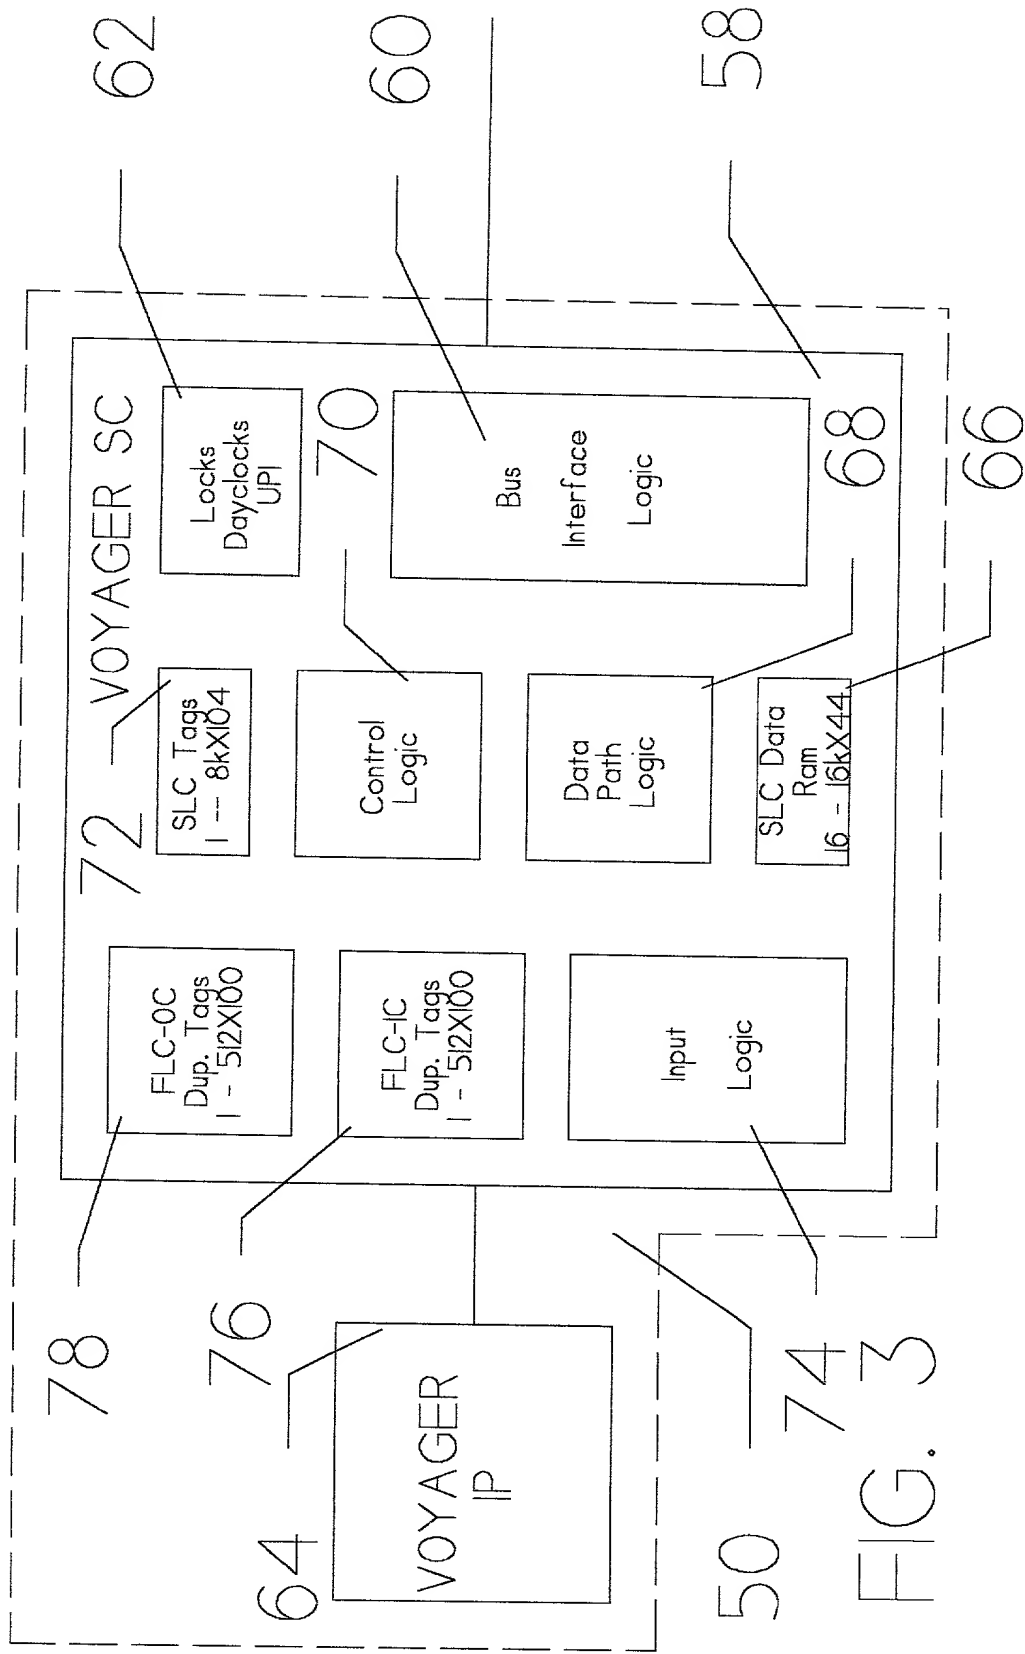 78
FLC-0C
Dup. Tags
1 - 512X100
72
VOYAGER SC
SLC Tags
1 --- 8kX104
Locks
Dayclocks
UPI
62
76
FLC-1C
Dup. Tags
1 - 512X100
Control
Logic
70
60
64
VOYAGER
IP
Input
Logic
Data
Path
Logic
Bus
Interface
Logic
58
SLC Data
Ram
16 - 16kX44
68
66
50
74
FIG. 3